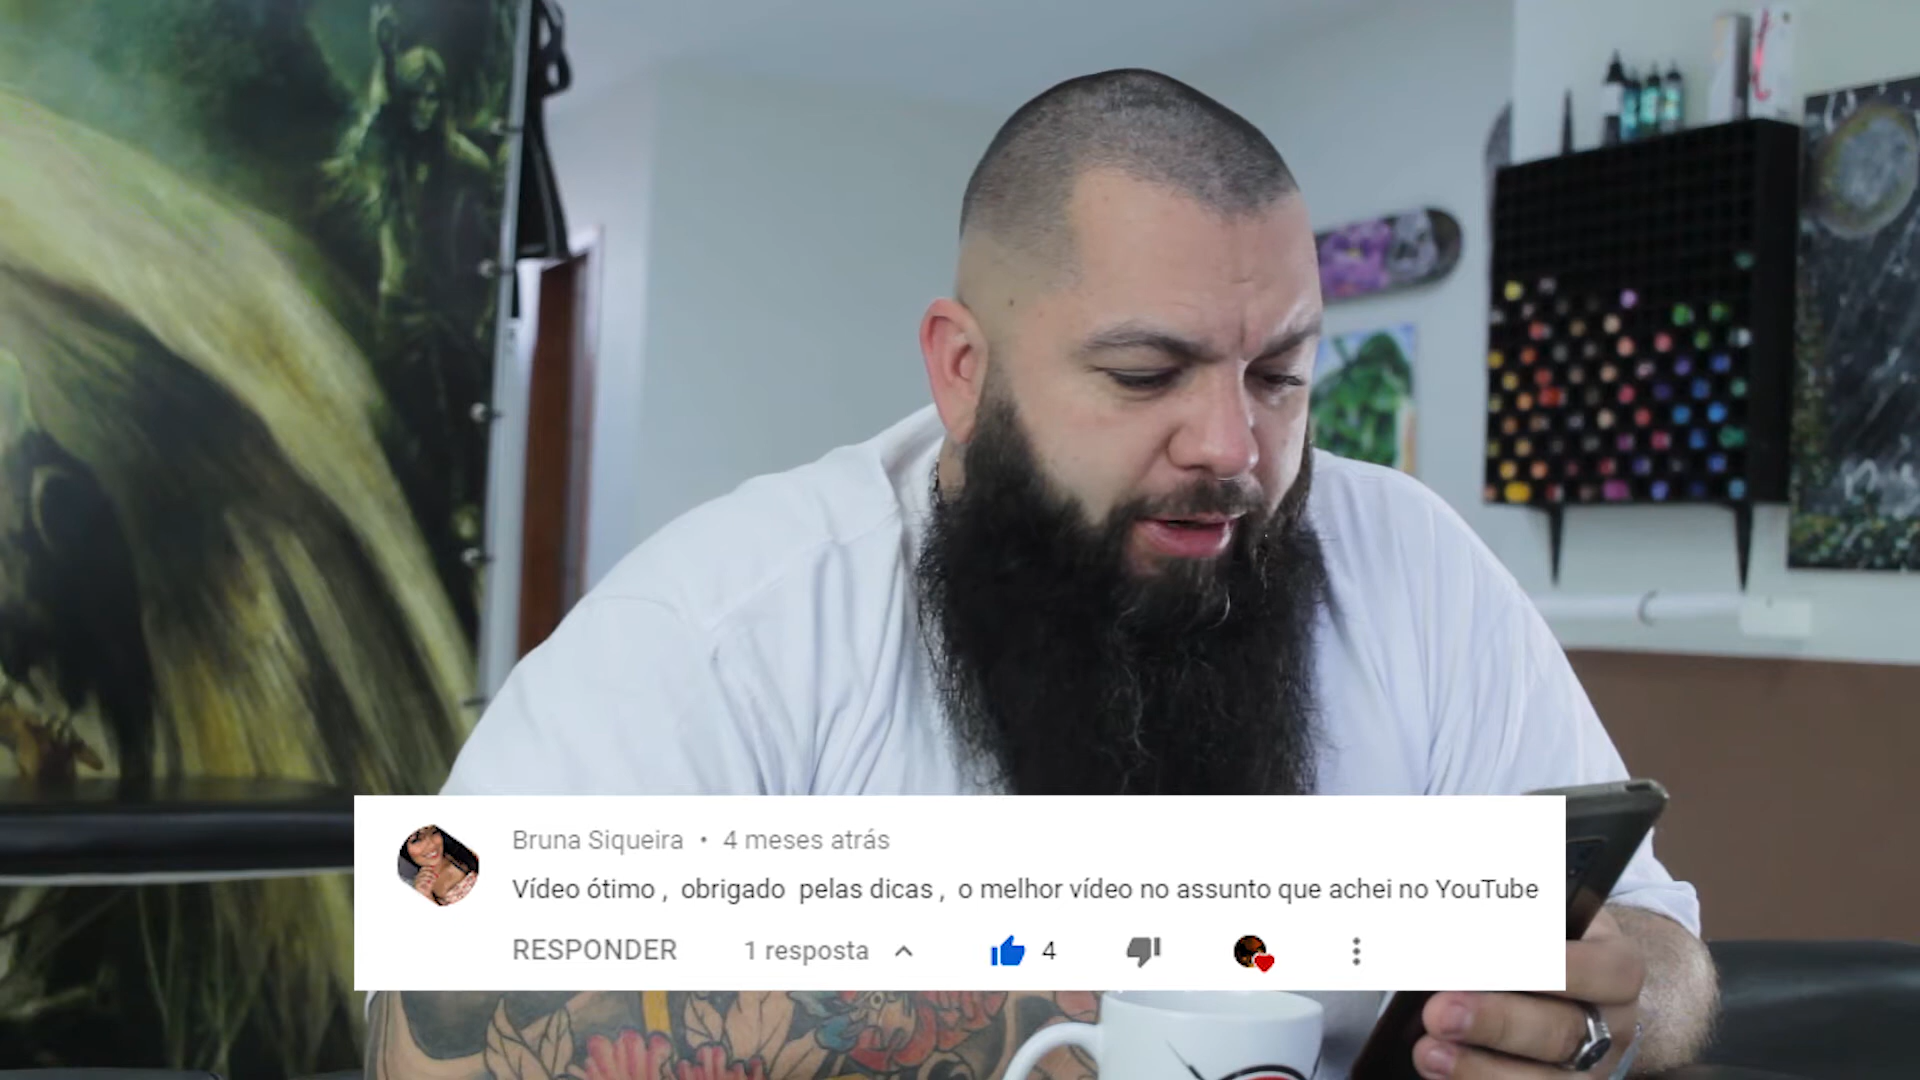 Bruna Siqueira • 4 meses atrás
Vídeo ótimo , obrigado pelas dicas , o melhor vídeo no assunto que achei no YouTube
RESPONDER 1 resposta 4